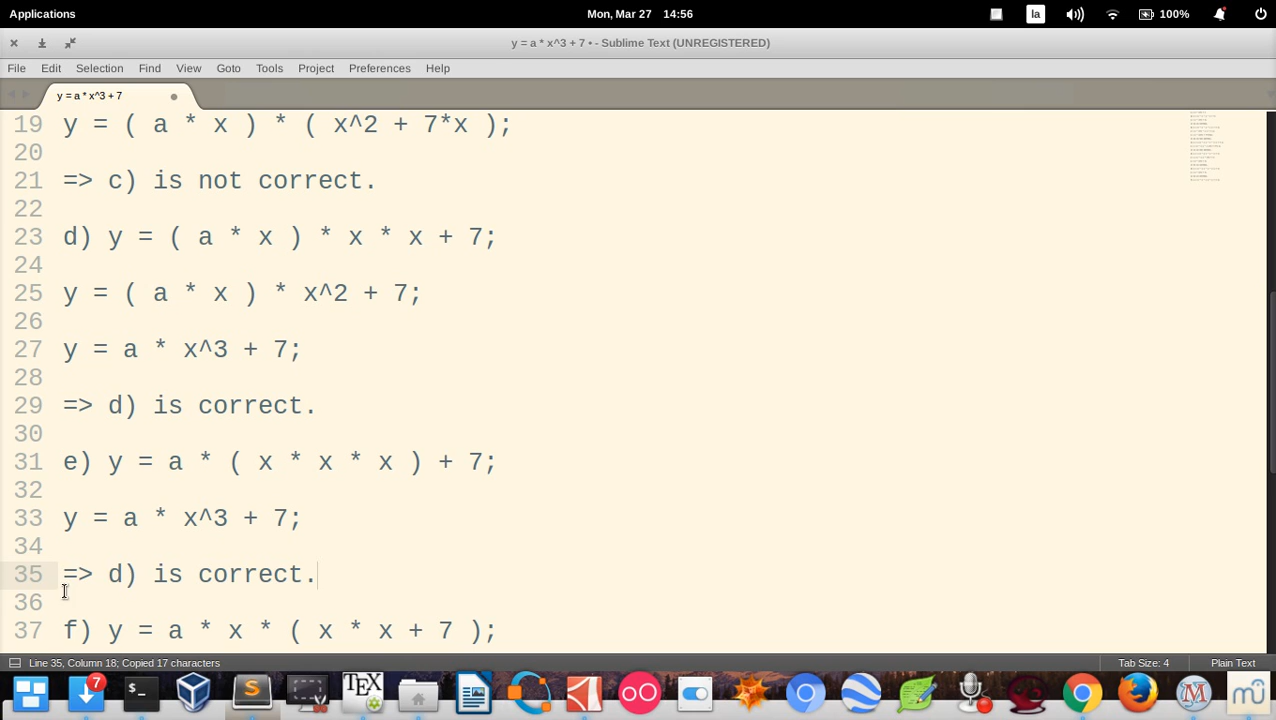 Applications
Mon, Mar 27 14:56
la
100%
y = a * x^3 + 7 • - Sublime Text (UNREGISTERED)
File Edit Selection Find View Goto Tools Project Preferences Help
y = a * x^3 + 7
19 y = ( a * x ) * ( x^2 + 7*x );
20
21 => c) is not correct.
22
23 d) y = ( a * x ) * x * x + 7;
24
25 y = ( a * x ) * x^2 + 7;
26
27 y = a * x^3 + 7;
28
29 => d) is correct.
30
31 e) y = a * ( x * x * x ) + 7;
32
33 y = a * x^3 + 7;
34
35 => d) is correct.
36
37 f) y = a * x * ( x * x + 7 );
Line 35, Column 18; Copied 17 characters
Tab Size: 4
Plain Text
7
TEX